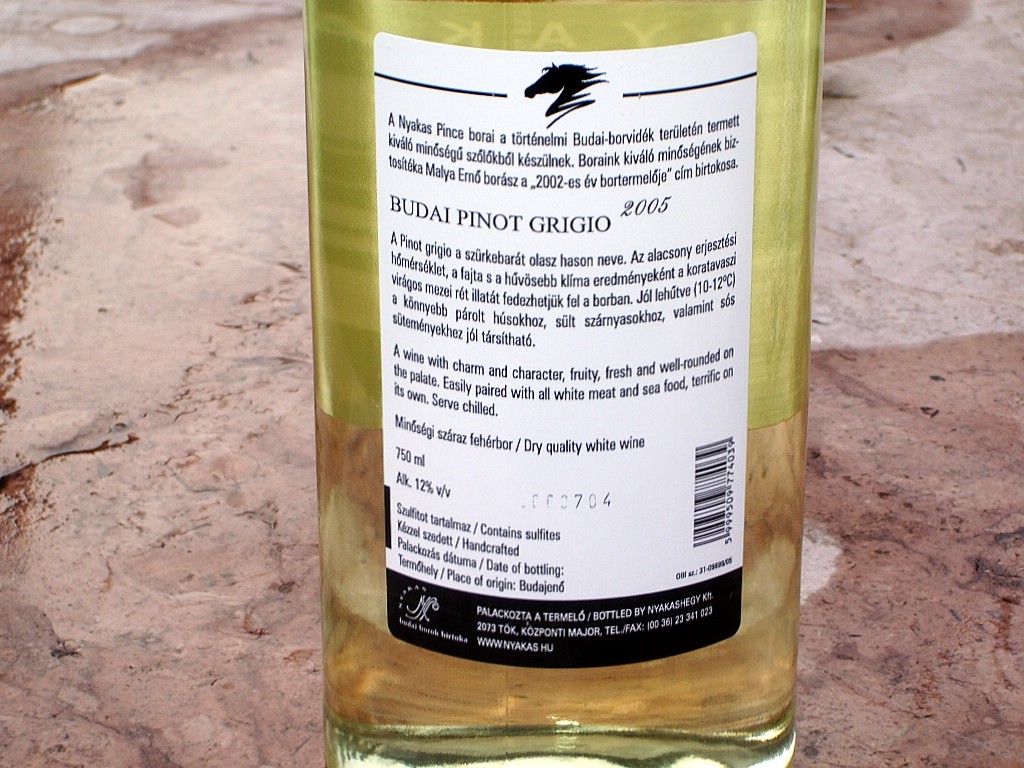 A Nyakas Pince borai a történelmi Budai-borvidék területén termett
kiváló minőségű szőlőkből készülnek. Boraink kiváló minőségének biz-
tosítéka Malya Ernő borász a „2002-es év bortermelője" cím birtokosa.
BUDAI PINOT GRIGIO 2005
A Pinot grigio a szürkebarát olasz hason neve. Az alacsony erjesztési
hőmérséklet, a fajta s a hűvösebb klíma eredményeként a koratavaszi
virágos mezei rét illatát fedezhetjük fel a borban. Jól lehűtve (10-12°C)
a könnyebb párolt húsokhoz, sült szárnyasokhoz, valamint sós
süteményekhez jól társítható.
A wine with charm and character, fruity, fresh and well-rounded on
the palate. Easily paired with all white meat and sea food, terrific on
its own. Serve chilled.
Minőségi száraz fehérbor / Dry quality white wine
750 ml
Alk. 12% v/v
Szulfitot tartalmaz / Contains sulfites
Kézzel szedett / Handcrafted
Palackozás dátuma / Date of bottling:
Termőhely / Place of origin: Budajenő
5999509774039
NYAKAS
budai borok birtoka
PALACKOZTA A TERMELŐ / BOTTLED BY NYAKASHEGY Kft.
2073 TÖK, KÖZPONTI MAJOR, TEL./FAX: (00 36) 23 341 023
WWW.NYAKAS.HU